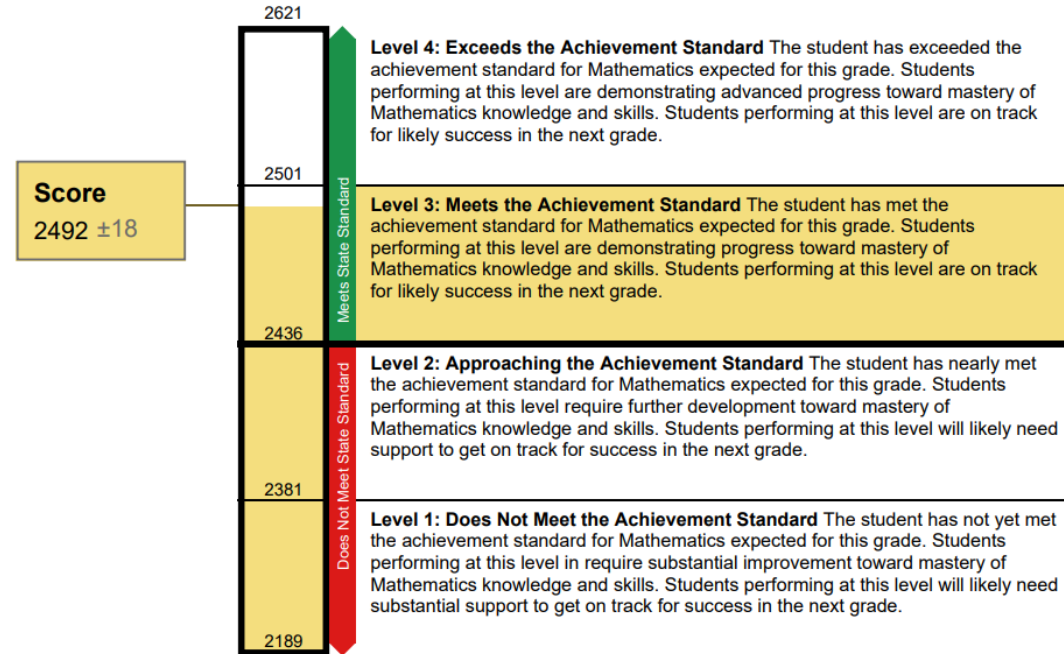 2621
Level 4: Exceeds the Achievement Standard The student has exceeded the
achievement standard for Mathematics expected for this grade. Students
performing at this level are demonstrating advanced progress toward mastery of
Mathematics knowledge and skills. Students performing at this level are on track
for likely success in the next grade.
2501
Score
2492 ±18
Meets State Standard
Level 3: Meets the Achievement Standard The student has met the
achievement standard for Mathematics expected for this grade. Students
performing at this level are demonstrating progress toward mastery of
Mathematics knowledge and skills. Students performing at this level are on track
for likely success in the next grade.
2436
Does Not Meet State Standard
Level 2: Approaching the Achievement Standard The student has nearly met
the achievement standard for Mathematics expected for this grade. Students
performing at this level require further development toward mastery of
Mathematics knowledge and skills. Students performing at this level will likely need
support to get on track for success in the next grade.
2381
Level 1: Does Not Meet the Achievement Standard The student has not yet met
the achievement standard for Mathematics expected for this grade. Students
performing at this level in require substantial improvement toward mastery of
Mathematics knowledge and skills. Students performing at this level will likely need
substantial support to get on track for success in the next grade.
2189